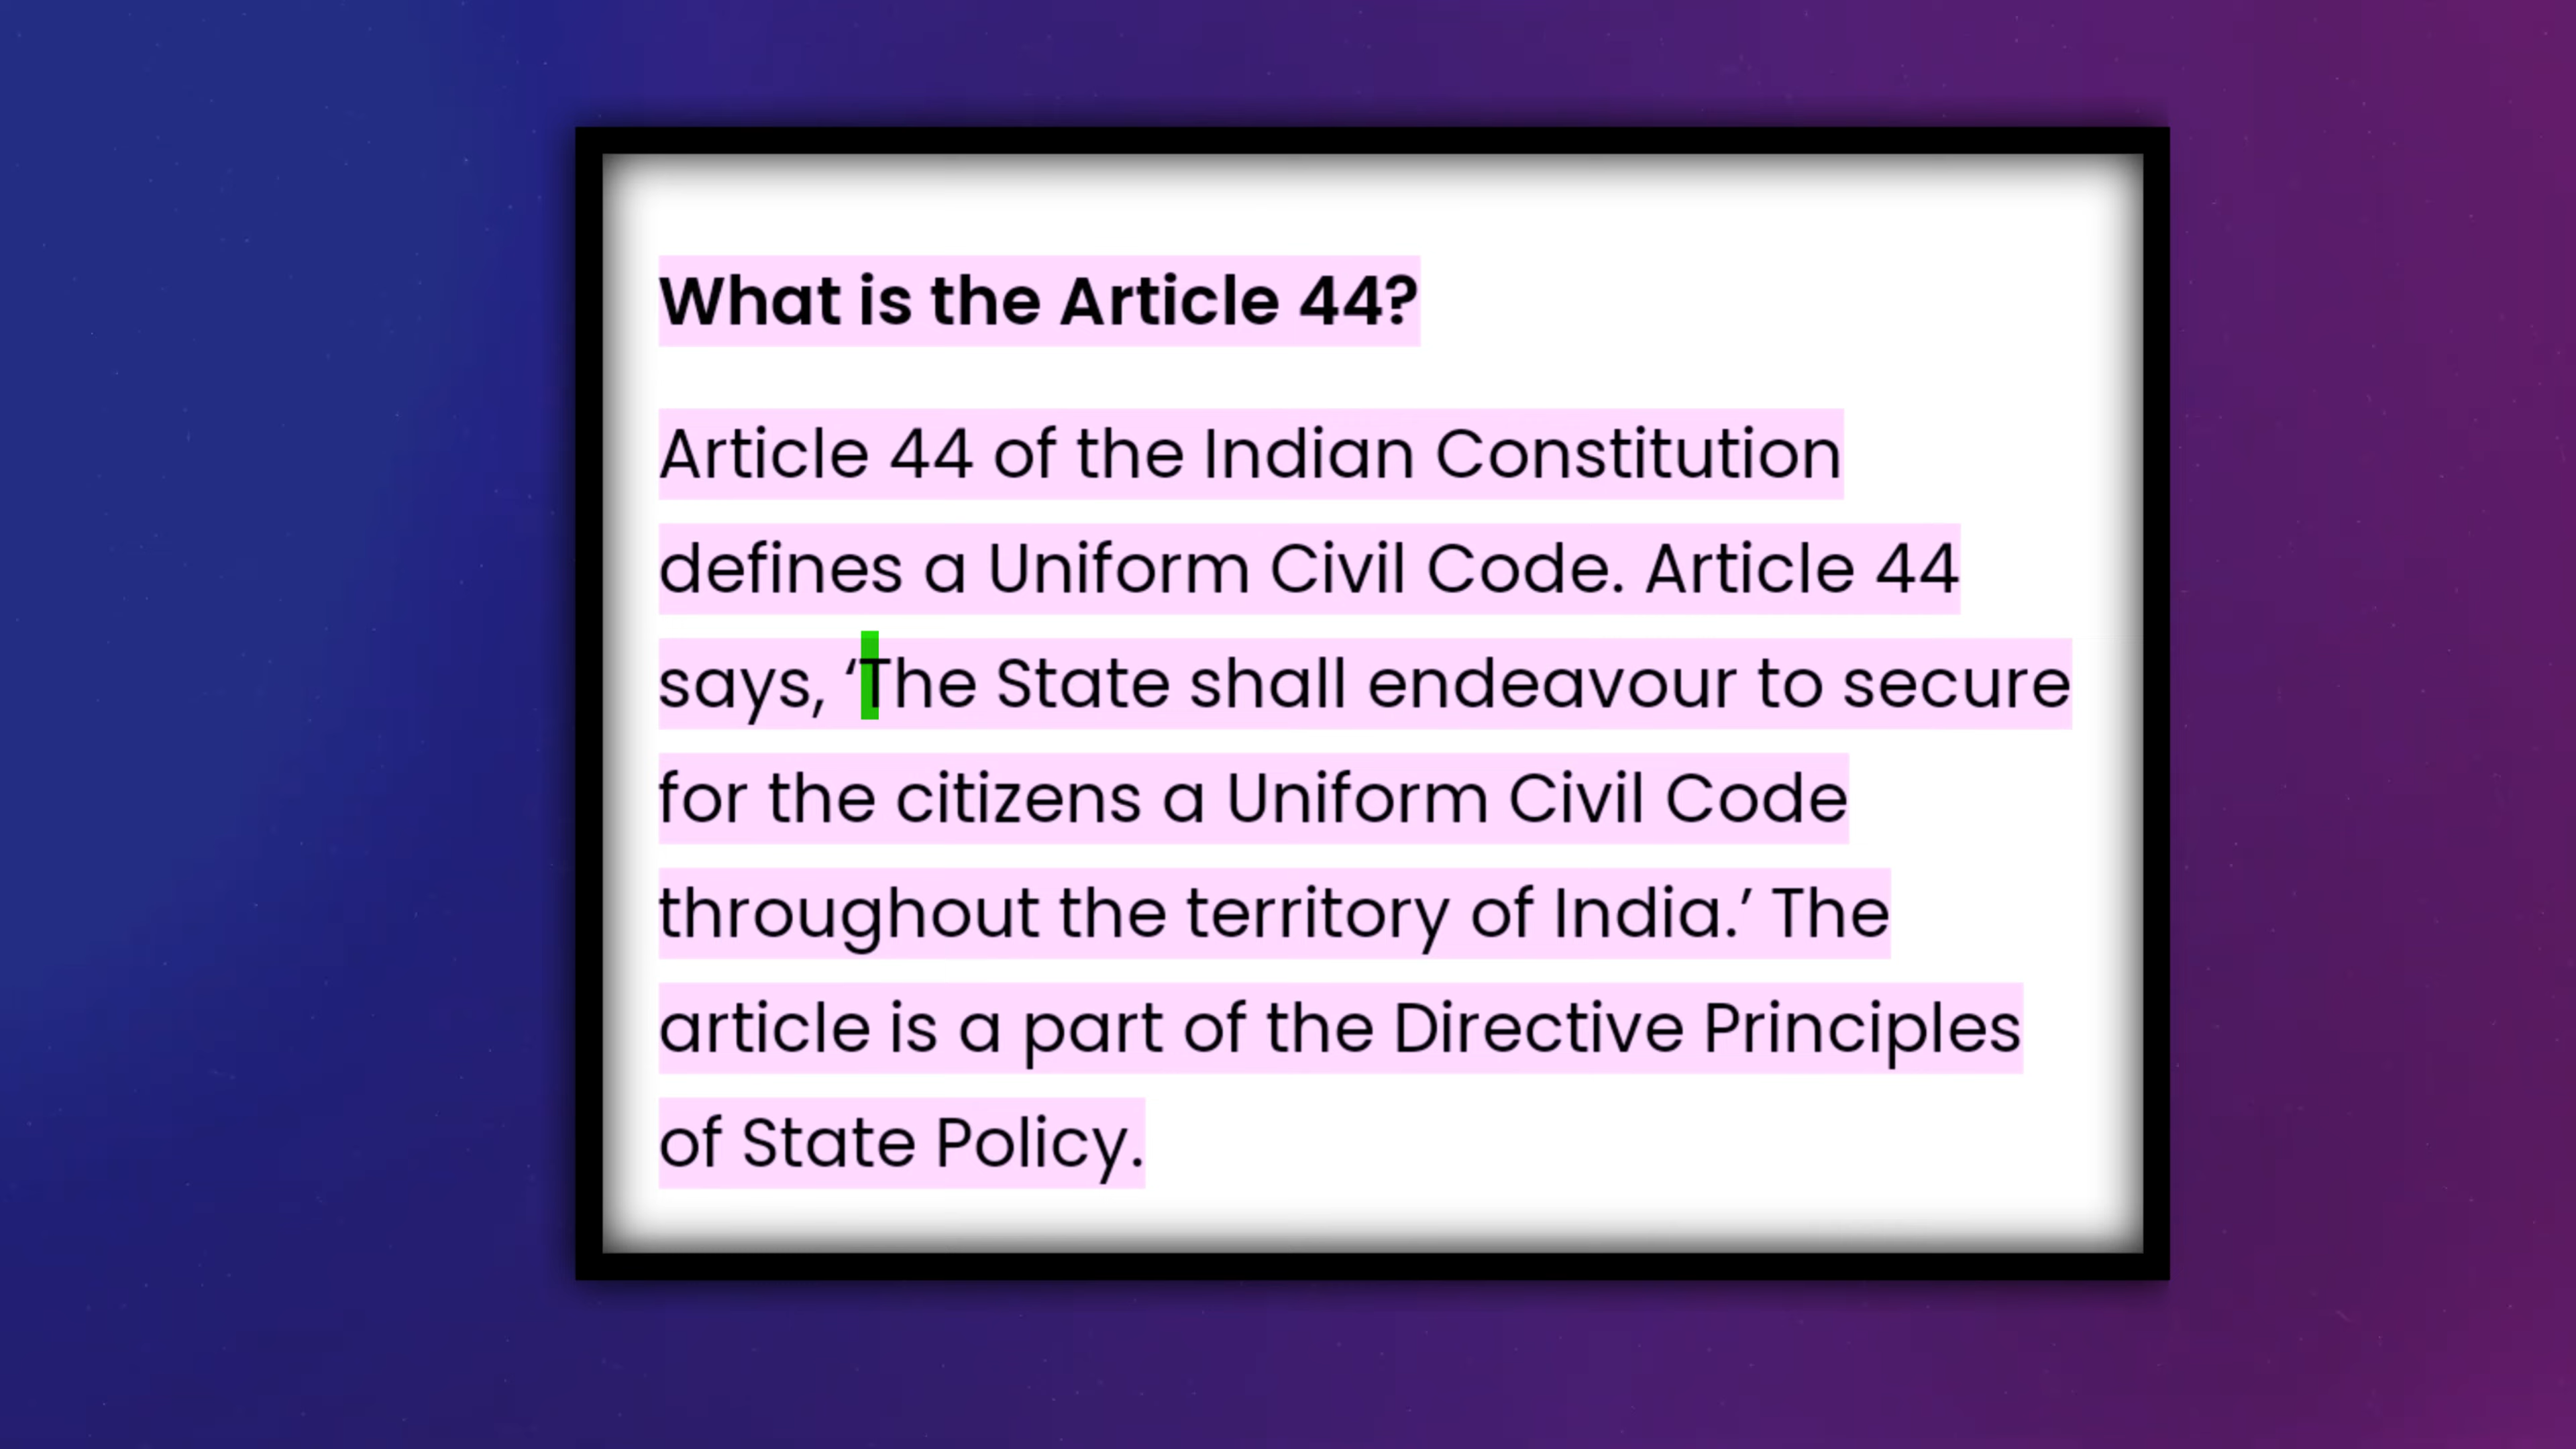 What is the Article 44?
Article 44 of the Indian Constitution
defines a Uniform Civil Code. Article 44
says, ‘The State shall endeavour to secure
for the citizens a Uniform Civil Code
throughout the territory of India.’ The
article is a part of the Directive Principles
of State Policy.